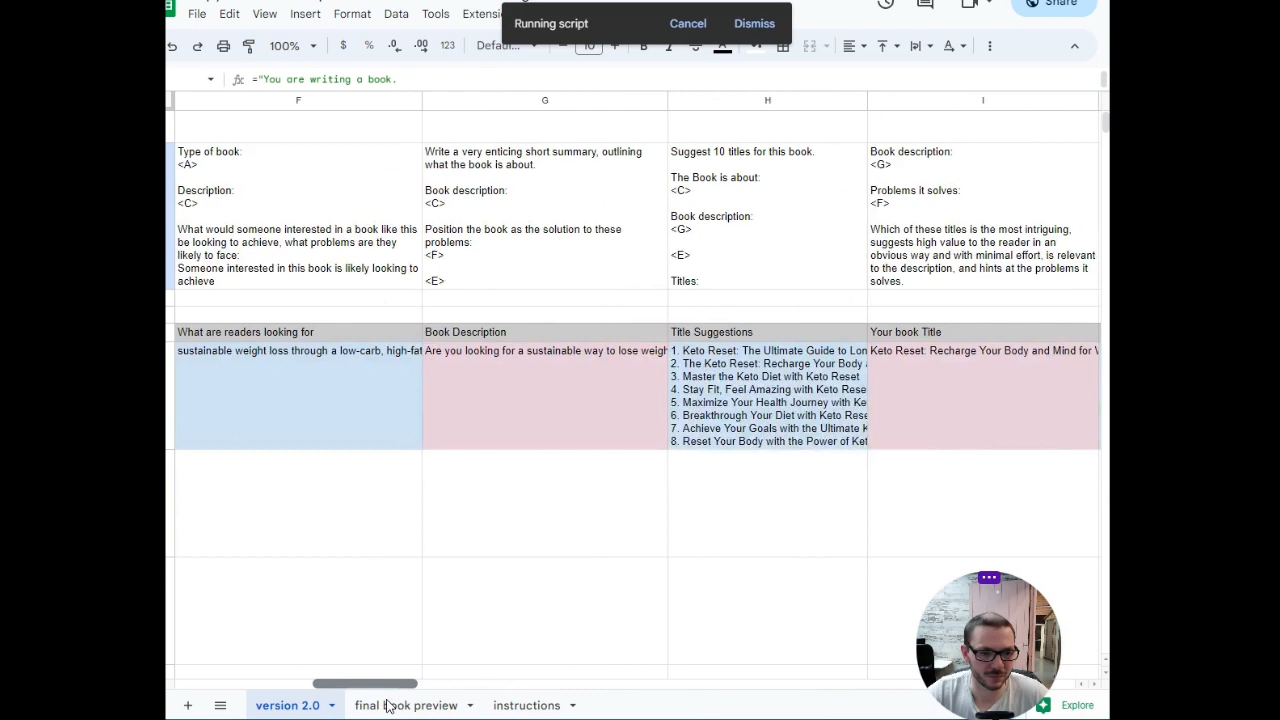 File Edit View Insert Format Data Tools
Running script Cancel Dismiss
Share
100% $ % .0 .00 123 10 B I A
fx ="You are writing a book.
F G H I
Type of book:
<A>
Description:
<C>
What would someone interested in a book like this
be looking to achieve, what problems are they
likely to face:
Someone interested in this book is likely looking to
achieve
Write a very enticing short summary, outlining
what the book is about.
Book description:
<C>
Position the book as the solution to these
problems:
<F>
<E>
Suggest 10 titles for this book.
The Book is about:
<C>
Book description:
<G>
<E>
Titles:
Book description:
<G>
Problems it solves:
<F>
Which of these titles is the most intriguing,
suggests high value to the reader in an
obvious way and with minimal effort, is relevant
to the description, and hints at the problems it
solves.
What are readers looking for
Book Description
Title Suggestions
Your book Title
sustainable weight loss through a low-carb, high-fat
Are you looking for a sustainable way to lose weigh
1. Keto Reset: The Ultimate Guide to Lon
2. The Keto Reset: Recharge Your Body
3. Master the Keto Diet with Keto Reset
4. Stay Fit, Feel Amazing with Keto Rese
5. Maximize Your Health Journey with Ke
6. Breakthrough Your Diet with Keto Rese
7. Achieve Your Goals with the Ultimate K
8. Reset Your Body with the Power of Ket
Keto Reset: Recharge Your Body and Mind for
version 2.0 final book preview instructions Explore